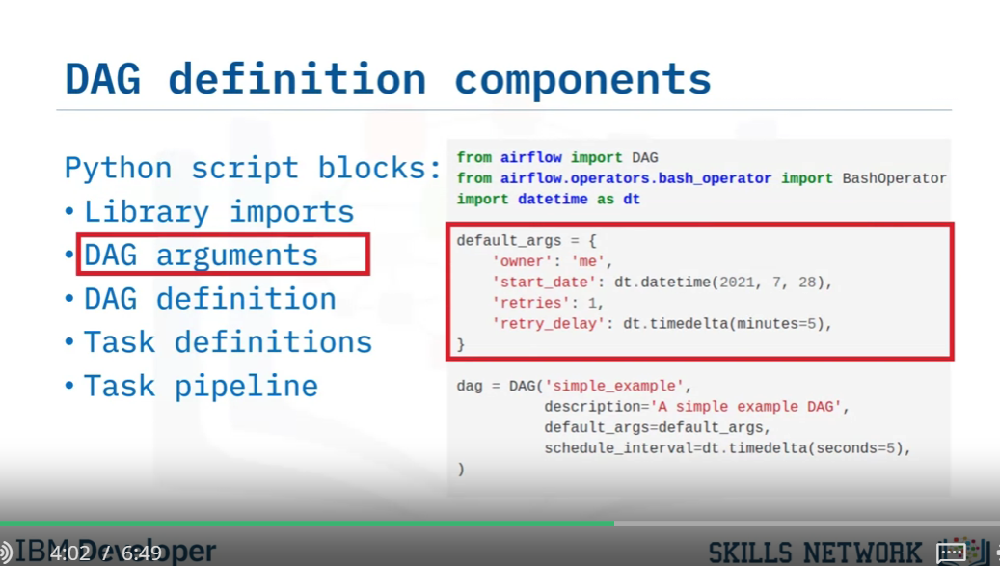 DAG definition components
Python script blocks:
• Library imports
• DAG arguments
• DAG definition
• Task definitions
• Task pipeline
from airflow import DAG
from airflow.operators.bash_operator import BashOperator
import datetime as dt
default_args = {
    'owner': 'me',
    'start_date': dt.datetime(2021, 7, 28),
    'retries': 1,
    'retry_delay': dt.timedelta(minutes=5),
}
dag = DAG('simple_example',
          description='A simple example DAG',
          default_args=default_args,
          schedule_interval=dt.timedelta(seconds=5),
)
IBM Developer
4:02 / 6:49
SKILLS NETWORK